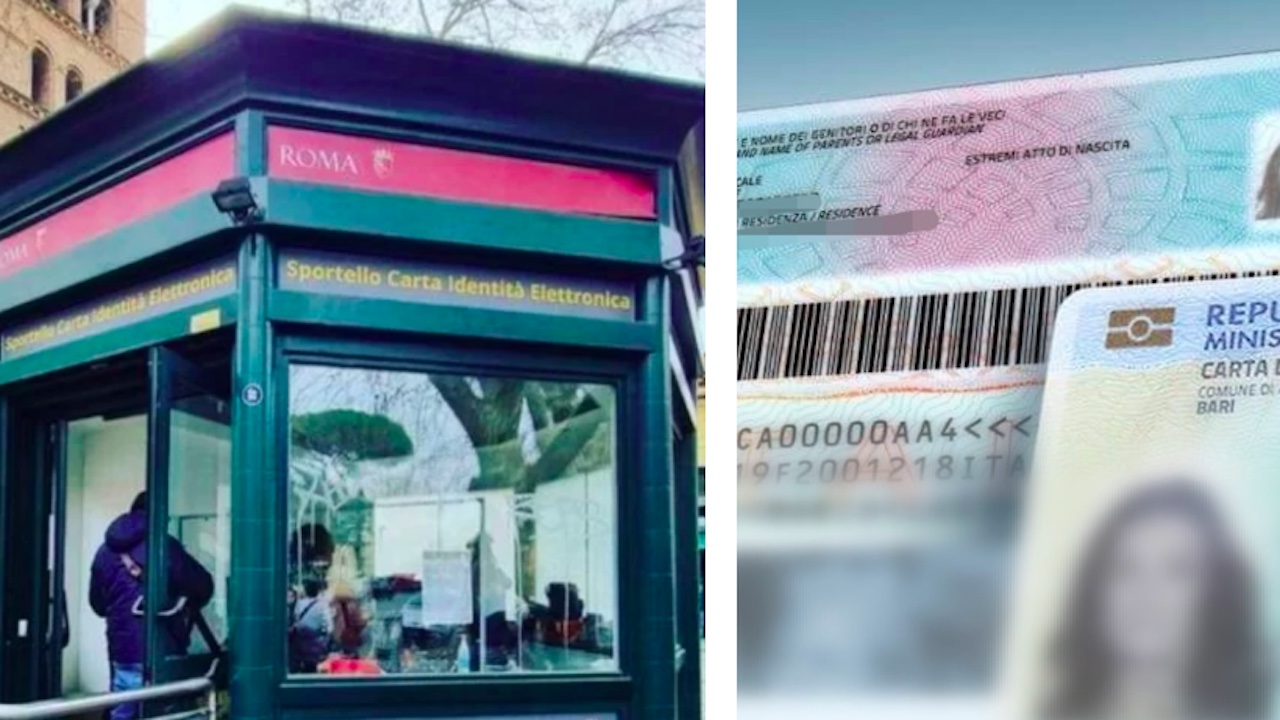 ROMA
ROMA
Sportello Carta Identità Elettronica
Sportello Carta Identità Elettronica
E NOME DEI GENITORI O DI CHI NE FA LE VECI
AND NAME OF PARENTS OR LEGAL GUARDIAN
ESTREMI ATTO DI NASCITA
CALE
RESIDENZA / RESIDENCE
CA00000AA4<<<
19F2001218ITA
REPU
MINIS
CARTA
COMUNE DI
BARI